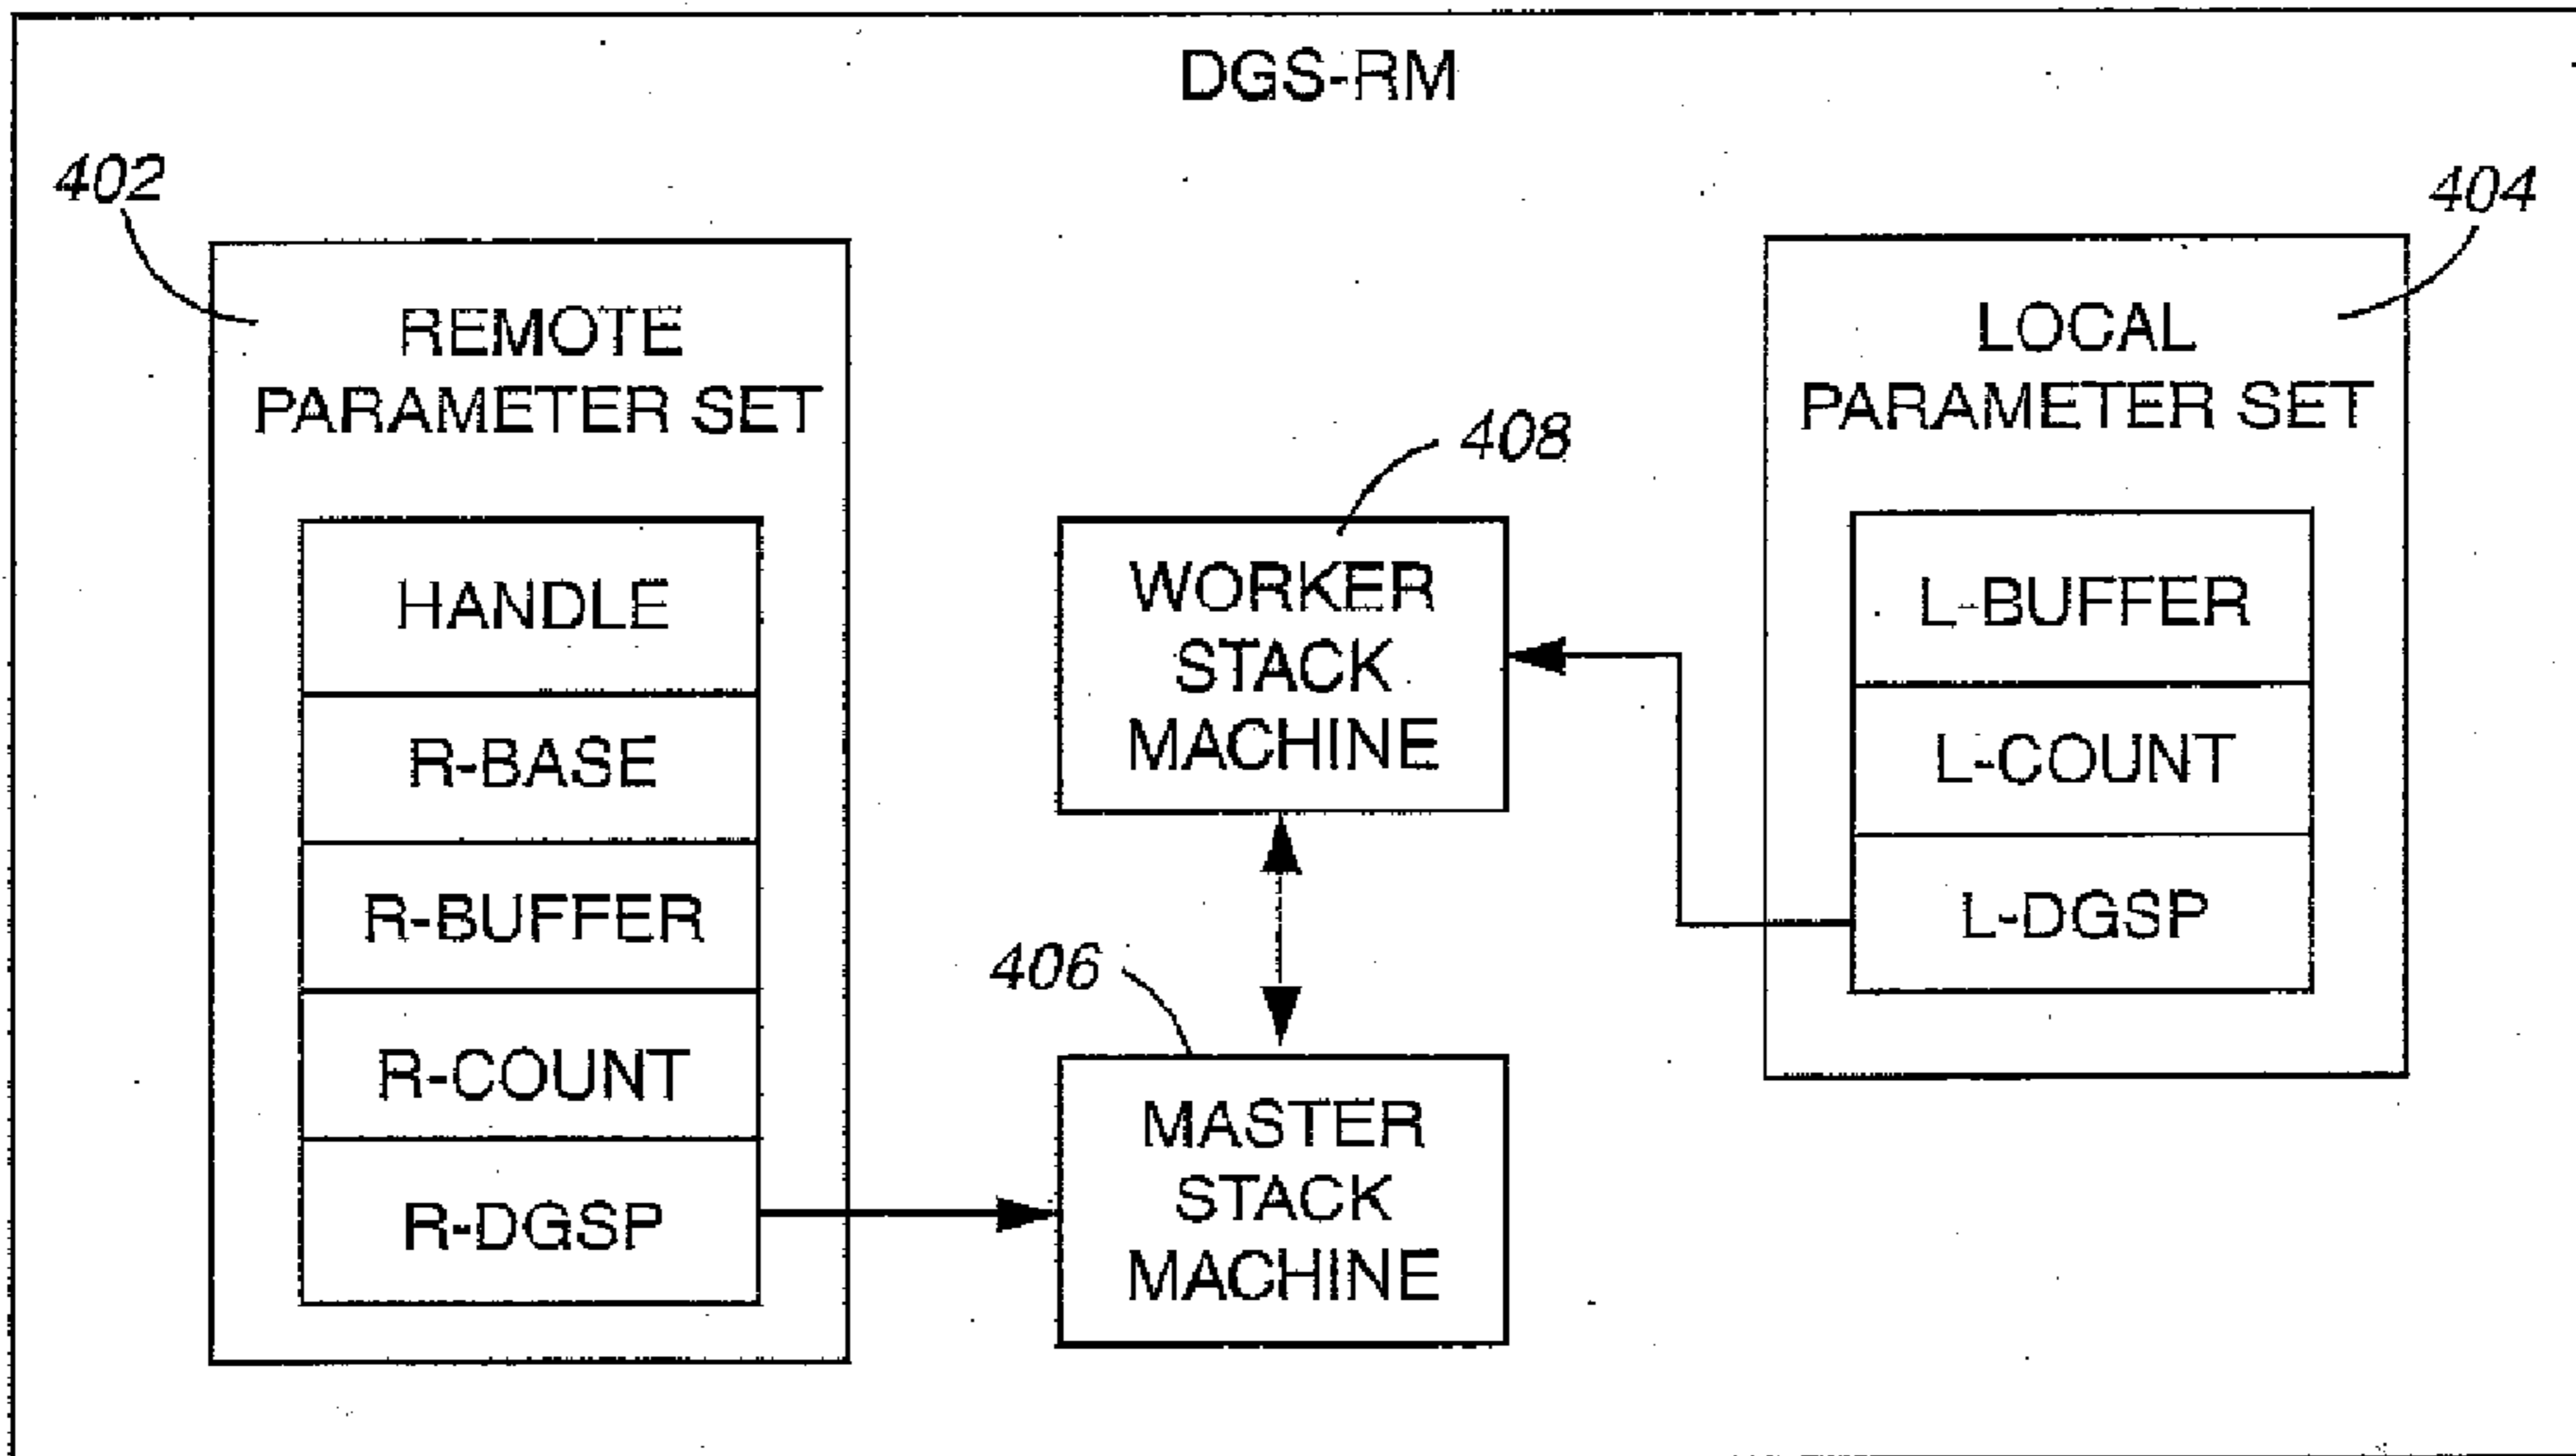 DGS-RM
402
REMOTE
PARAMETER SET
HANDLE
R-BASE
R-BUFFER
R-COUNT
R-DGSP
408
WORKER
STACK
MACHINE
406
MASTER
STACK
MACHINE
404
LOCAL
PARAMETER SET
L-BUFFER
L-COUNT
L-DGSP